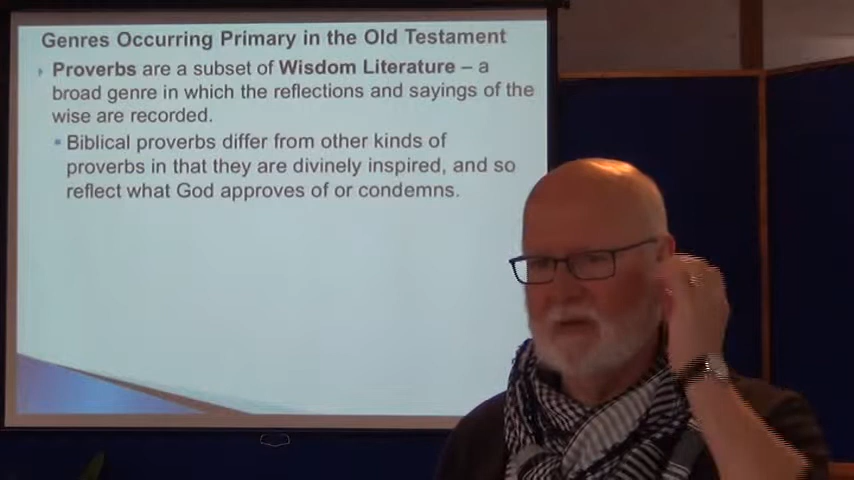 Genres Occurring Primary in the Old Testament
Proverbs are a subset of Wisdom Literature – a
broad genre in which the reflections and sayings of the
wise are recorded.
Biblical proverbs differ from other kinds of
proverbs in that they are divinely inspired, and so
reflect what God approves of or condemns.